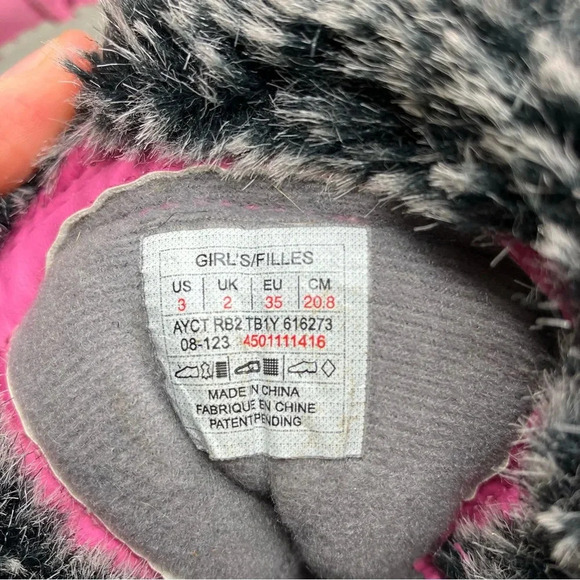 GIRL'S/FILLES
US UK EU CM
3 2 35 20.8
AYCT RB2 TB1Y 616273
08-123 4501111416
MADE IN CHINA
FABRIQUE EN CHINE
PATENT PENDING